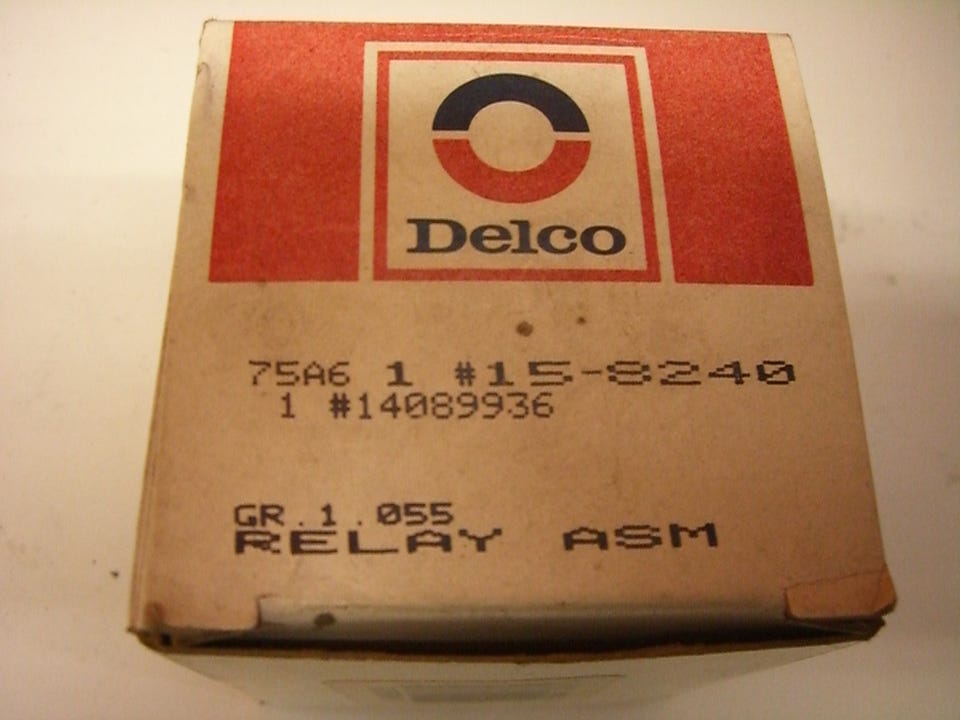 Delco
75A6 1 #15-8240
1 #14089936
GR.1.055
RELAY ASM